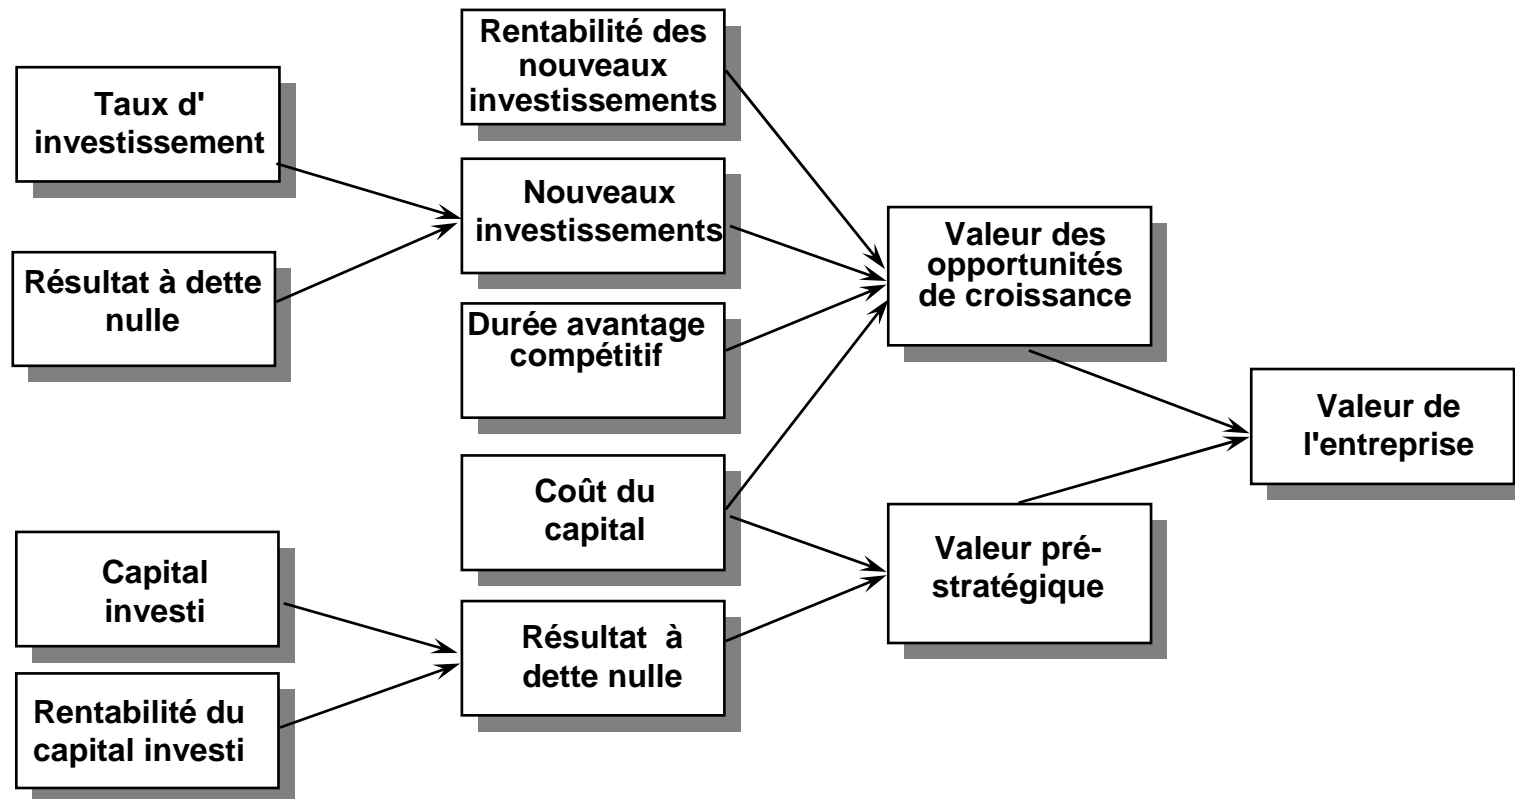 Taux d'
investissement
Résultat à dette
nulle
Capital
investi
Rentabilité du
capital investi
Rentabilité des
nouveaux
investissements
Nouveaux
investissements
Durée avantage
compétitif
Coût du
capital
Résultat à
dette nulle
Valeur des
opportunités
de croissance
Valeur pré-
stratégique
Valeur de
l'entreprise